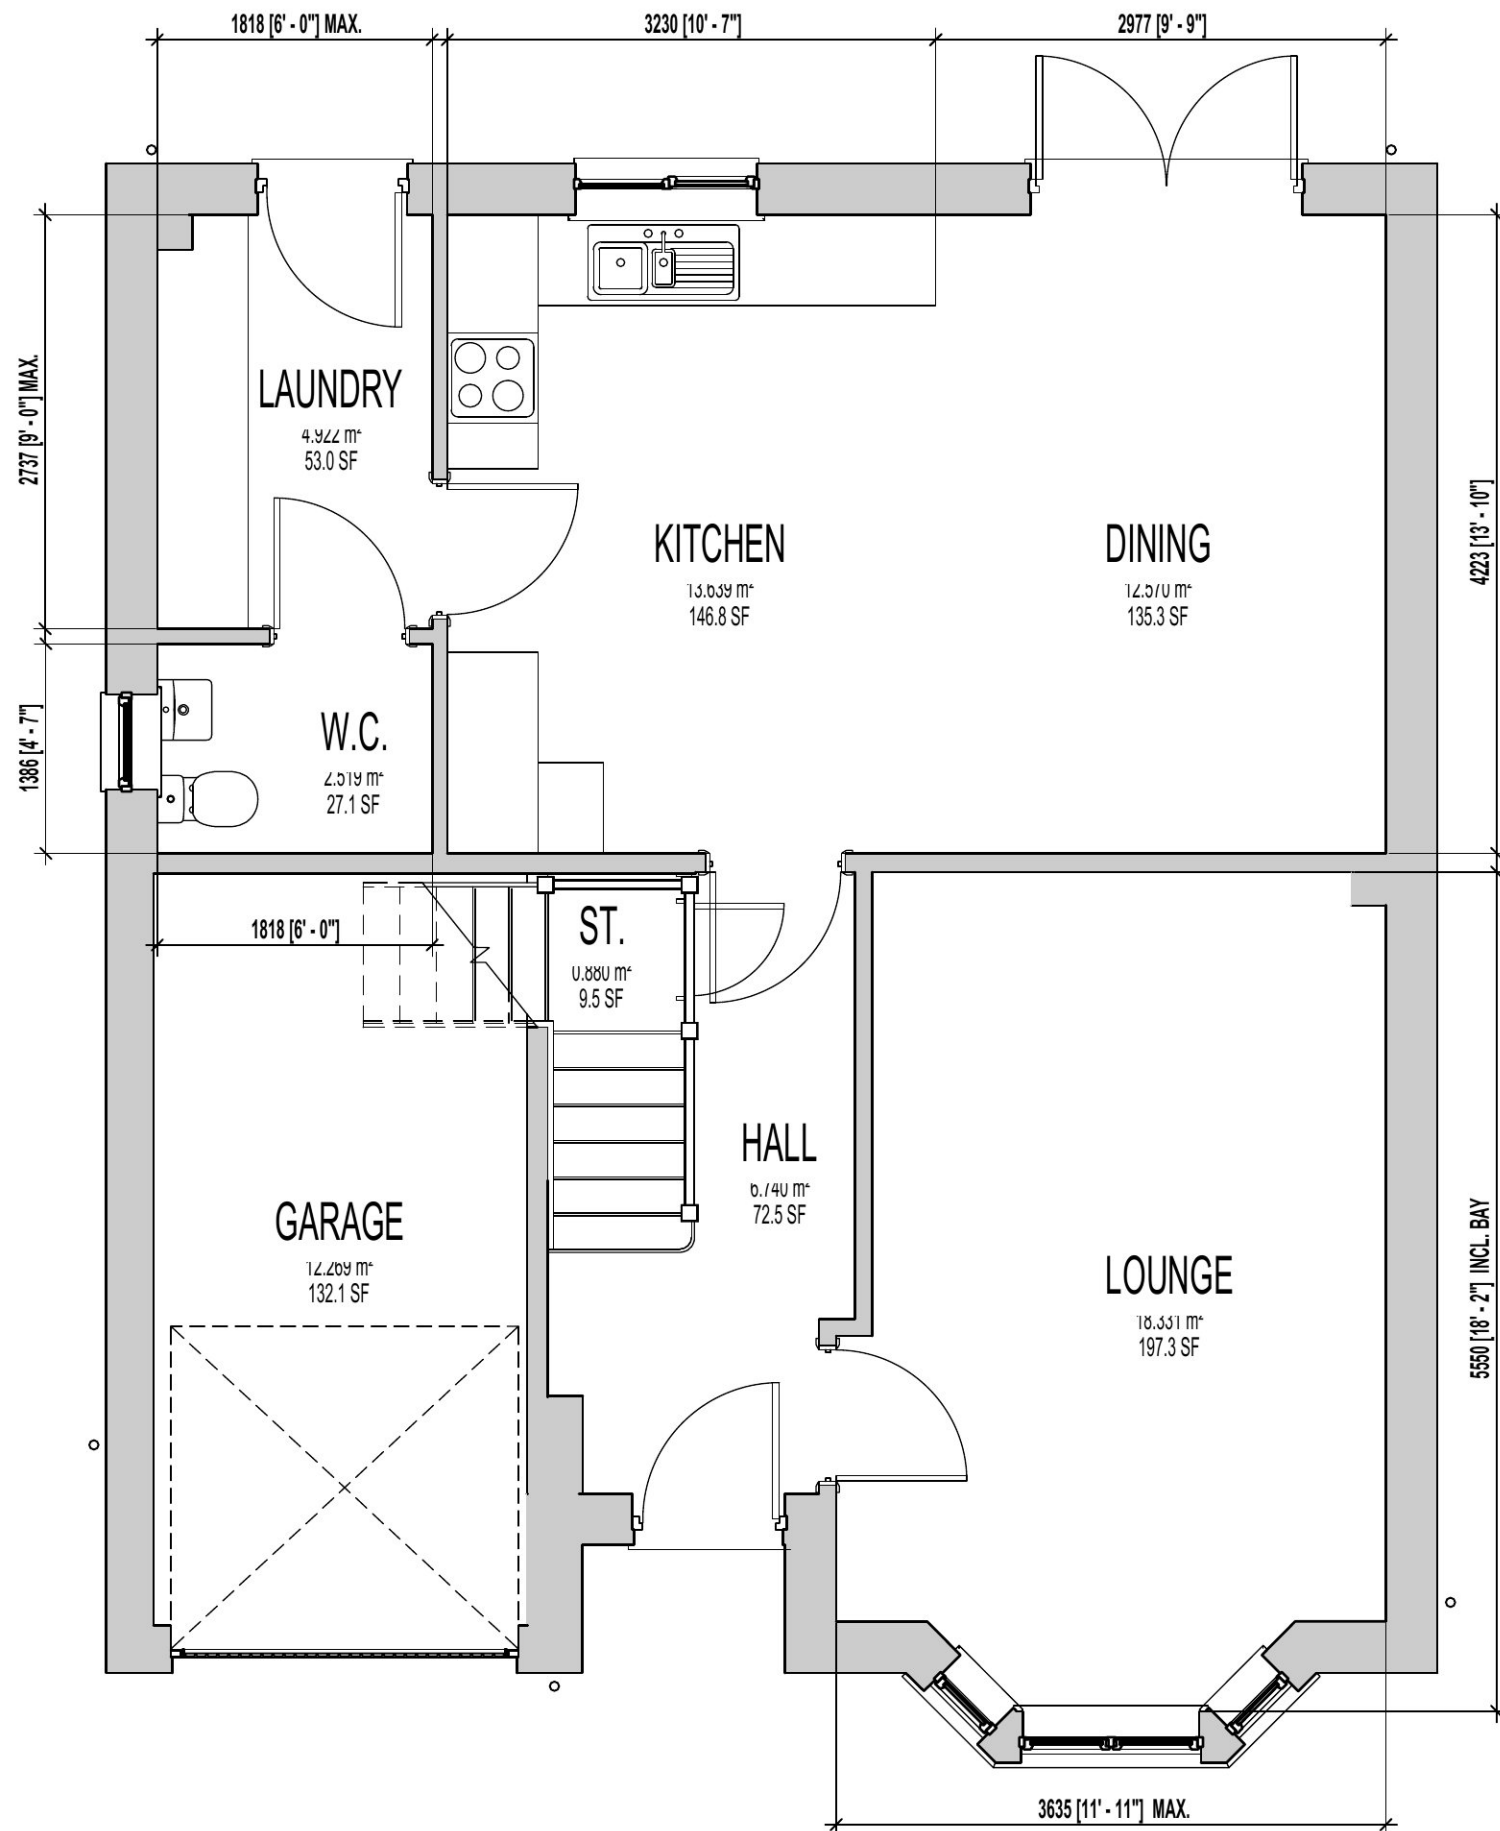 1818 [6' - 0"] MAX.
3230 [10' - 7"]
2977 [9' - 9"]
2737 [9' - 0"] MAX.
LAUNDRY
4.922 m²
53.0 SF
KITCHEN
13.639 m²
146.8 SF
DINING
12.570 m²
135.3 SF
4223 [13' - 10"]
1386 [4' - 7"]
W.C.
2.519 m²
27.1 SF
1818 [6' - 0"]
ST.
0.880 m²
9.5 SF
HALL
6.740 m²
72.5 SF
GARAGE
12.269 m²
132.1 SF
LOUNGE
18.331 m²
197.3 SF
5550 [18' - 2"] INCL. BAY
3635 [11' - 11"] MAX.